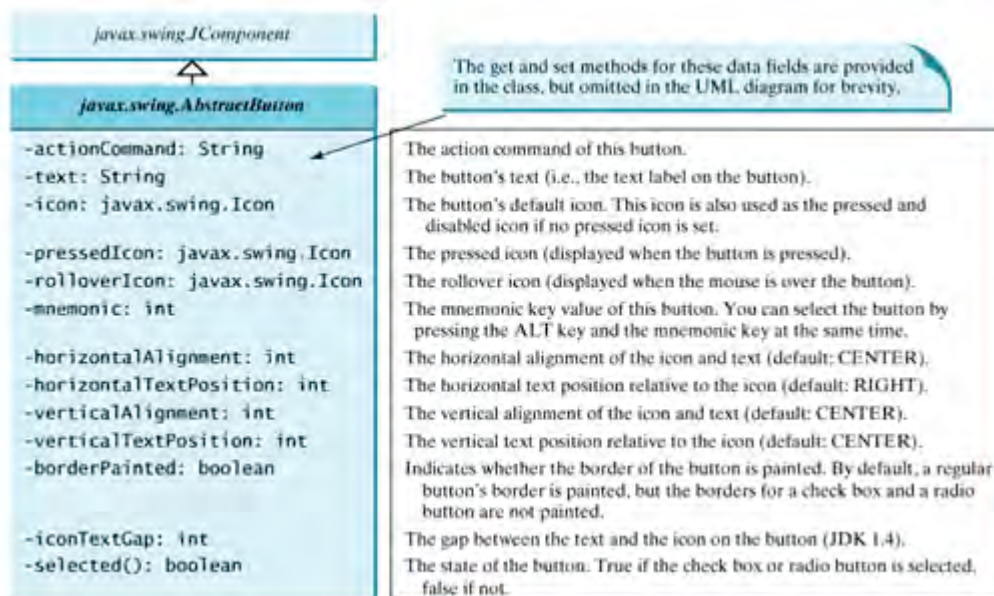 javax.swing.JComponent
The get and set methods for these data fields are provided
in the class, but omitted in the UML diagram for brevity.
javax.swing.AbstractButton
-actionCommand: String
The action command of this button.
-text: String
The button's text (i.e., the text label on the button).
-icon: javax.swing.Icon
The button's default icon. This icon is also used as the pressed and
disabled icon if no pressed icon is set.
-pressedIcon: javax.swing.Icon
The pressed icon (displayed when the button is pressed).
-rolloverIcon: javax.swing.Icon
The rollover icon (displayed when the mouse is over the button).
-mnemonic: int
The mnemonic key value of this button. You can select the button by
pressing the ALT key and the mnemonic key at the same time.
-horizontalAlignment: int
The horizontal alignment of the icon and text (default: CENTER).
-horizontalTextPosition: int
The horizontal text position relative to the icon (default: RIGHT).
-verticalAlignment: int
The vertical alignment of the icon and text (default: CENTER).
-verticalTextPosition: int
The vertical text position relative to the icon (default: CENTER).
-borderPainted: boolean
Indicates whether the border of the button is painted. By default, a regular
button's border is painted, but the borders for a check box and a radio
button are not painted.
-iconTextGap: int
The gap between the text and the icon on the button (JDK 1.4).
-selected(): boolean
The state of the button. True if the check box or radio button is selected,
false if not.